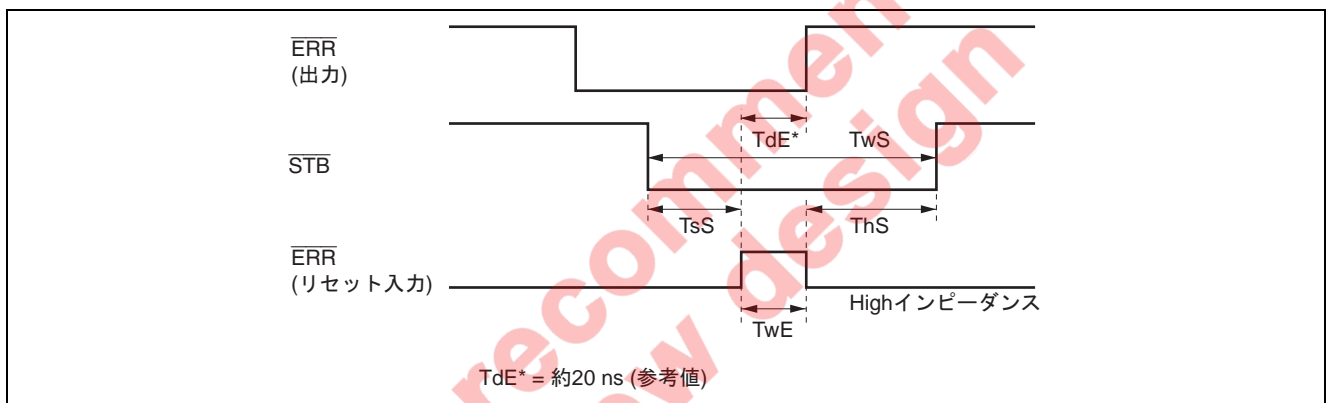 ERR
(出力)
TdE*
TwS
STB
TsS
ThS
ERR
(リセット入力)
Highインピーダンス
TwE
TdE* = 約20 ns (参考値)
recommen
w design